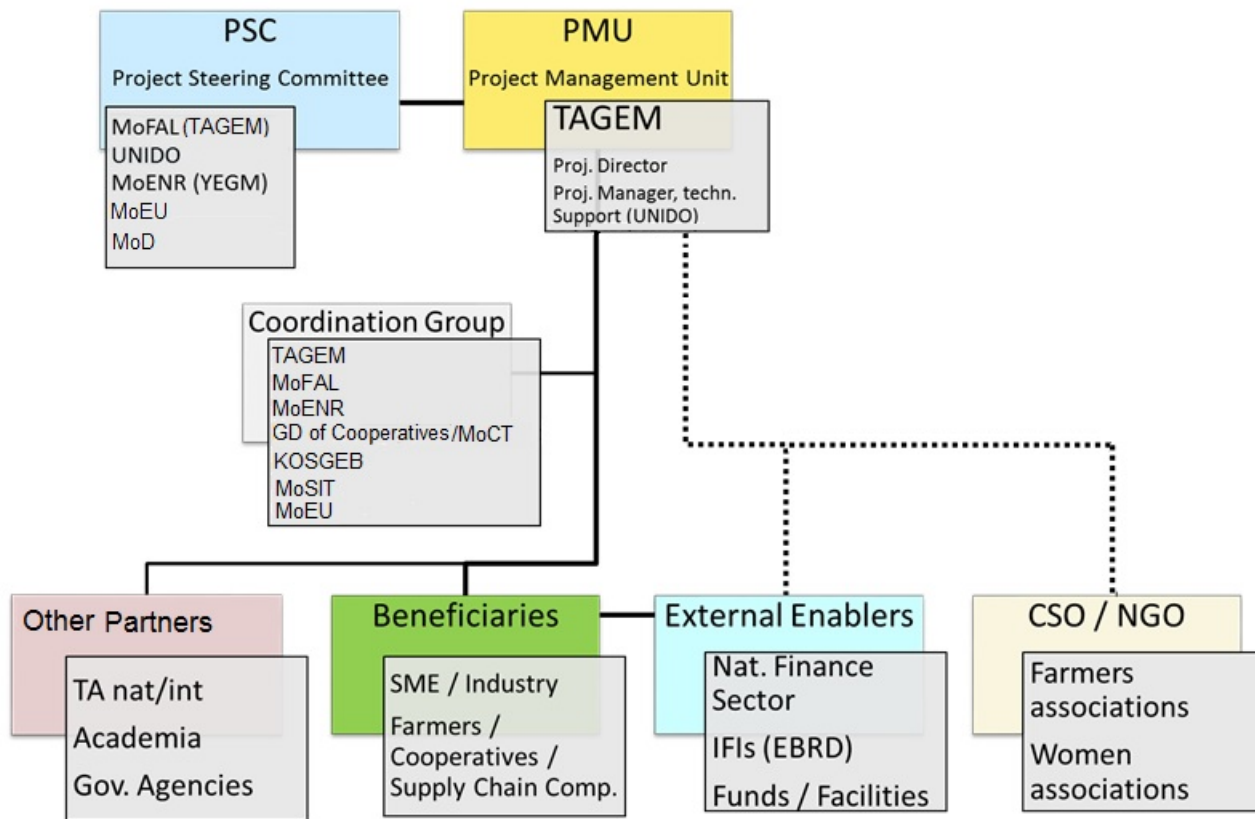 PSC
Project Steering Committee
MoFAL (TAGEM)
UNIDO
MoENR (YEGM)
MoEU
MoD
PMU
Project Management Unit
TAGEM
Proj. Director
Proj. Manager, techn.
Support (UNIDO)
Coordination Group
TAGEM
MoFAL
MoENR
GD of Cooperatives/MoCT
KOSGEB
MoSIT
MoEU
Other Partners
TA nat/int
Academia
Gov. Agencies
Beneficiaries
SME / Industry
Farmers /
Cooperatives /
Supply Chain Comp.
External Enablers
Nat. Finance
Sector
IFIs (EBRD)
Funds / Facilities
CSO / NGO
Farmers
associations
Women
associations